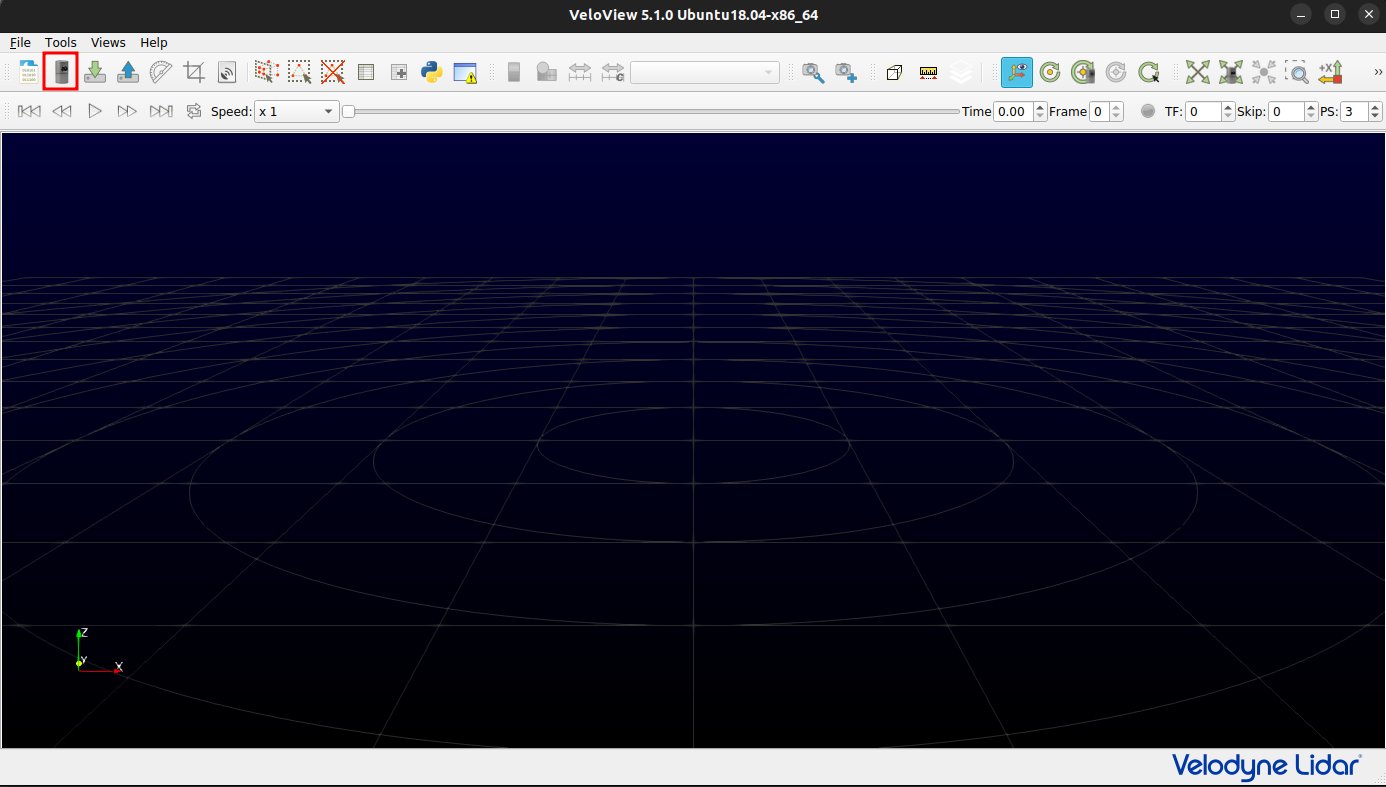 VeloView 5.1.0 Ubuntu18.04-x86_64
File Tools Views Help
Speed: x 1 Time 0.00 Frame 0 TF: 0 Skip: 0 PS: 3
Z
Y
X
Velodyne Lidar